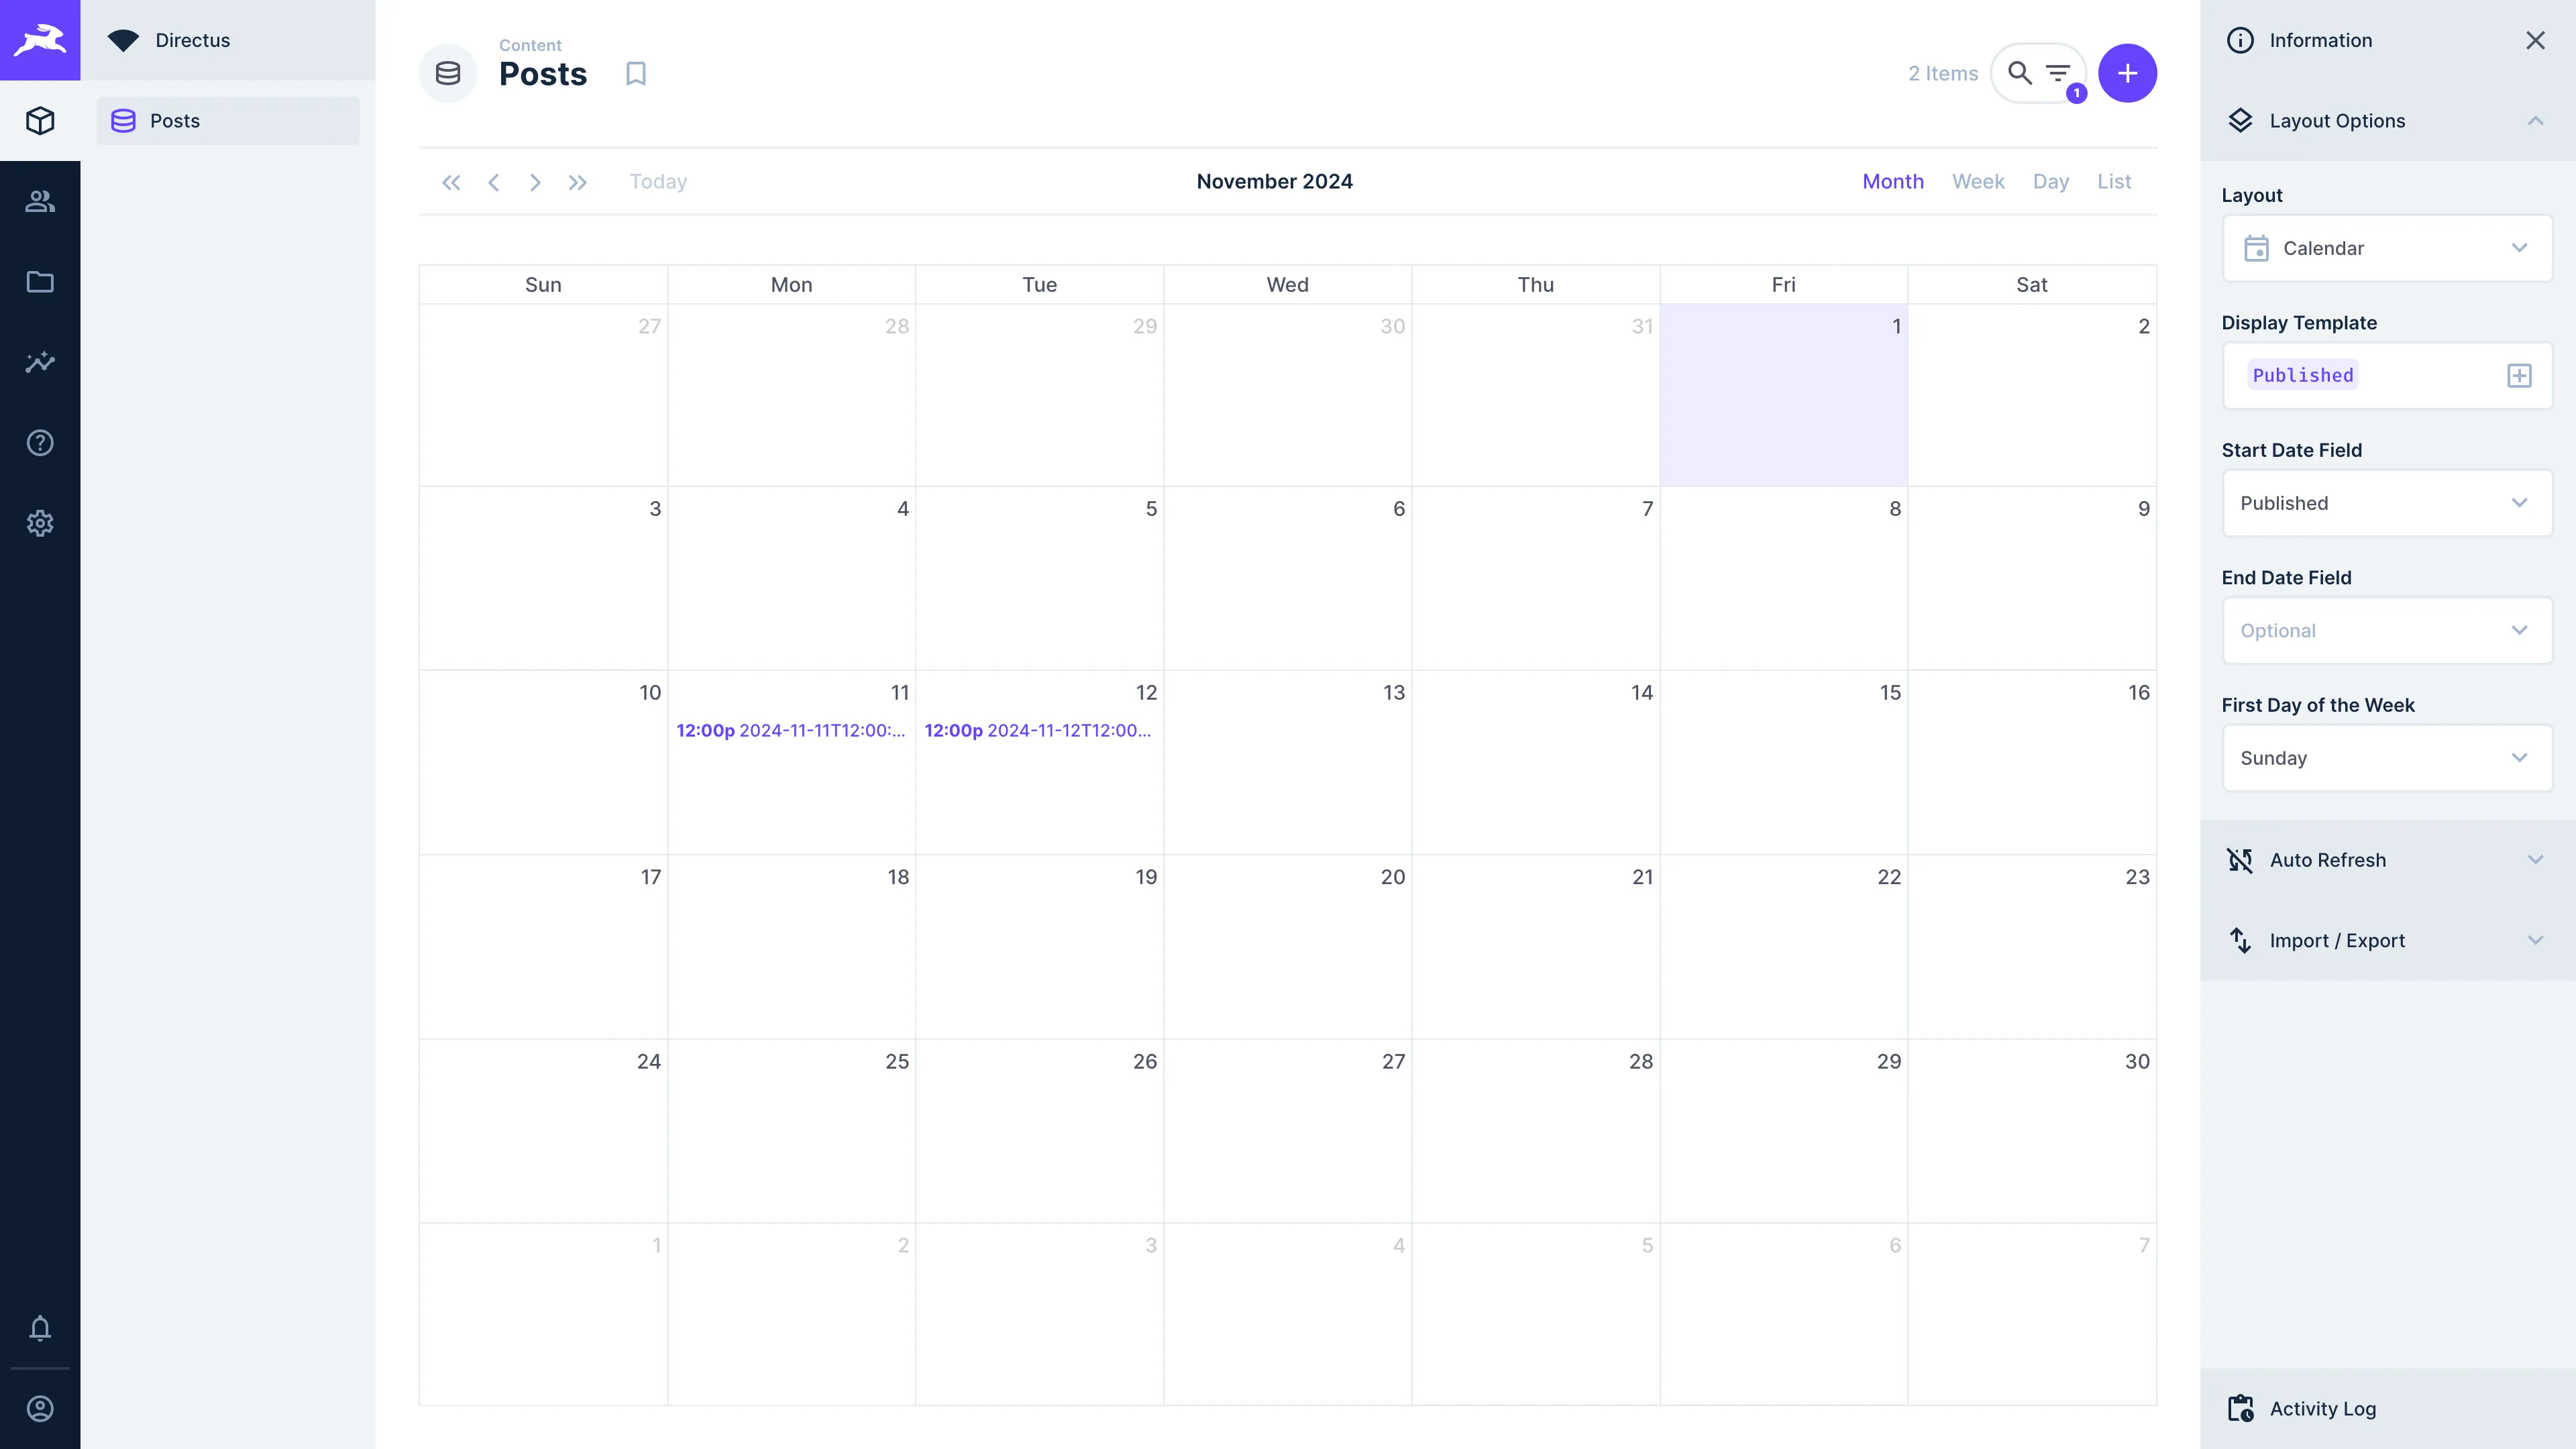 Directus
Posts
Content
Posts
2 Items
1
Today
November 2024
Month Week Day List
Sun Mon Tue Wed Thu Fri Sat
27 28 29 30 31 1 2
3 4 5 6 7 8 9
10 11 12 13 14 15 16
12:00p 2024-11-11T12:00:... 12:00p 2024-11-12T12:00...
17 18 19 20 21 22 23
24 25 26 27 28 29 30
1 2 3 4 5 6 7
Information
Layout Options
Layout
Calendar
Display Template
Published
Start Date Field
Published
End Date Field
Optional
First Day of the Week
Sunday
Auto Refresh
Import / Export
Activity Log